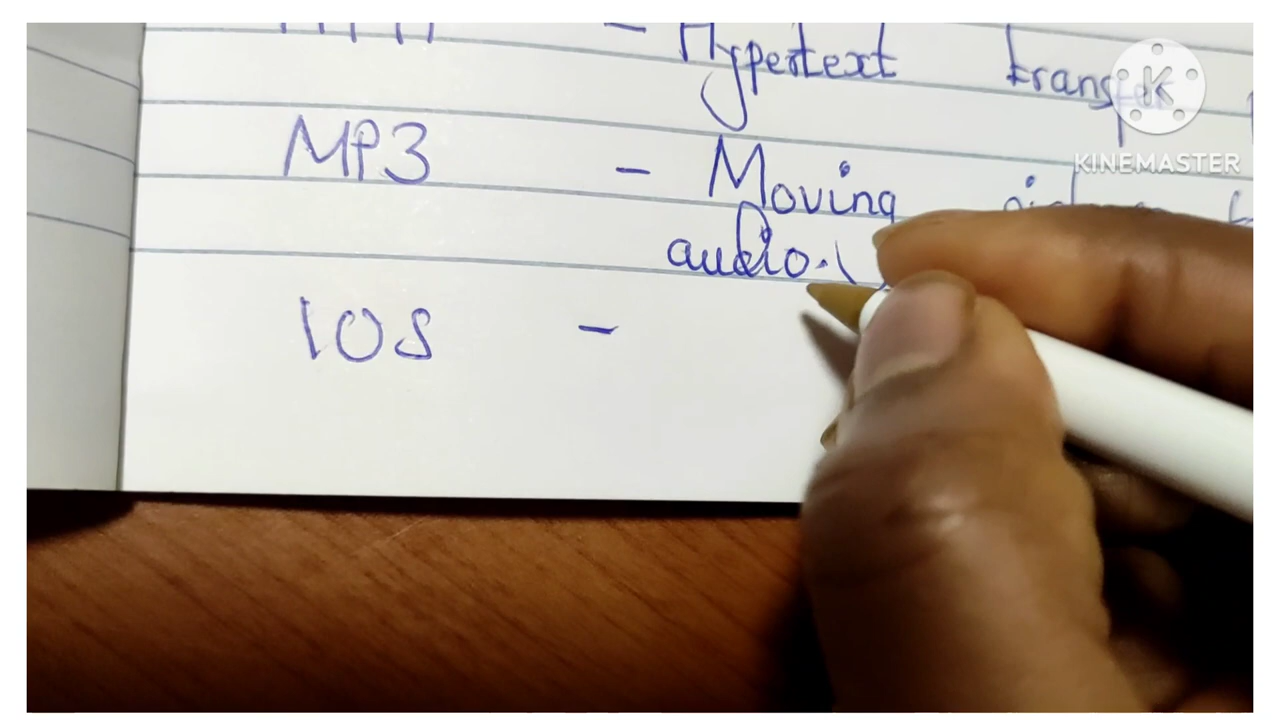 - Hypertext transfer
MP3 - Moving
audio.
IOS -
KINEMASTER